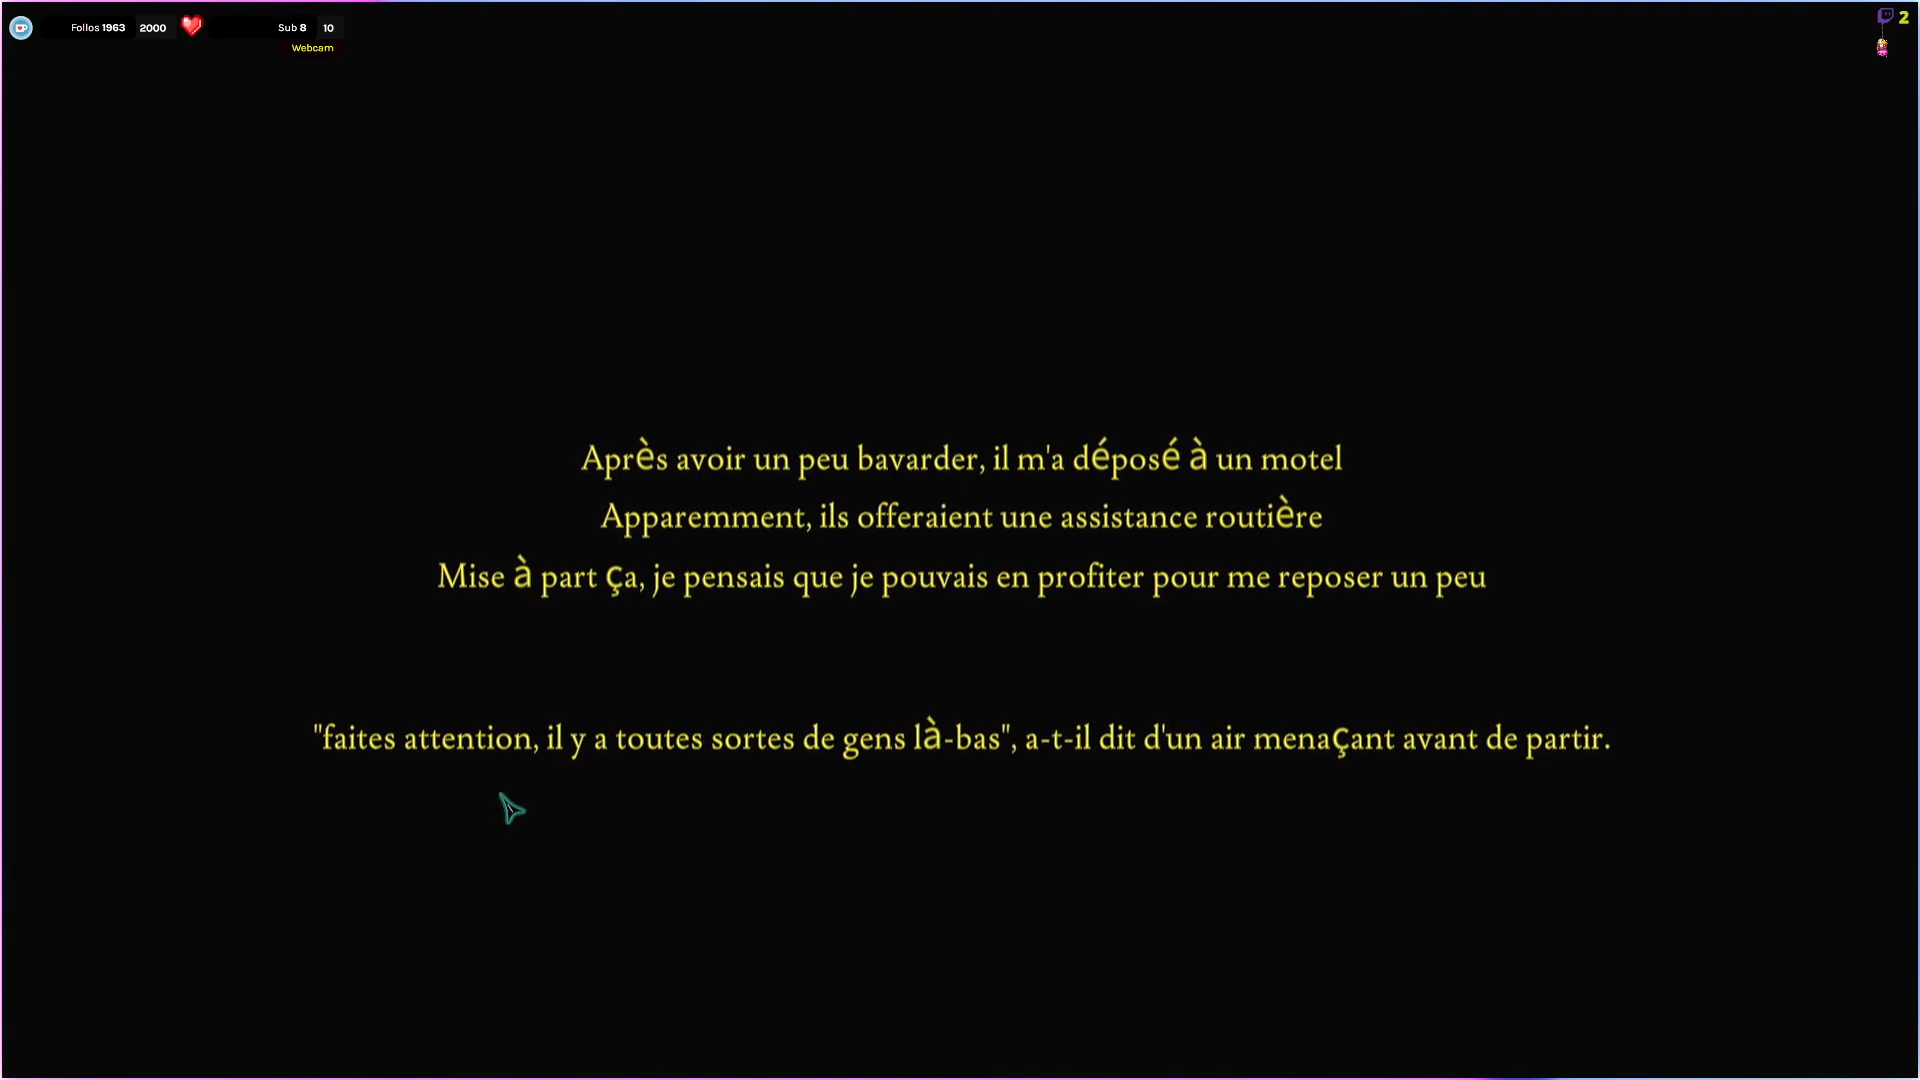 Follos 1963 2000 Sub 8 10 2
Webcam
Après avoir un peu bavarder, il m'a déposé à un motel
Apparemment, ils offeraient une assistance routière
Mise à part ça, je pensais que je pouvais en profiter pour me reposer un peu
"faites attention, il y a toutes sortes de gens là-bas", a-t-il dit d'un air menaçant avant de partir.